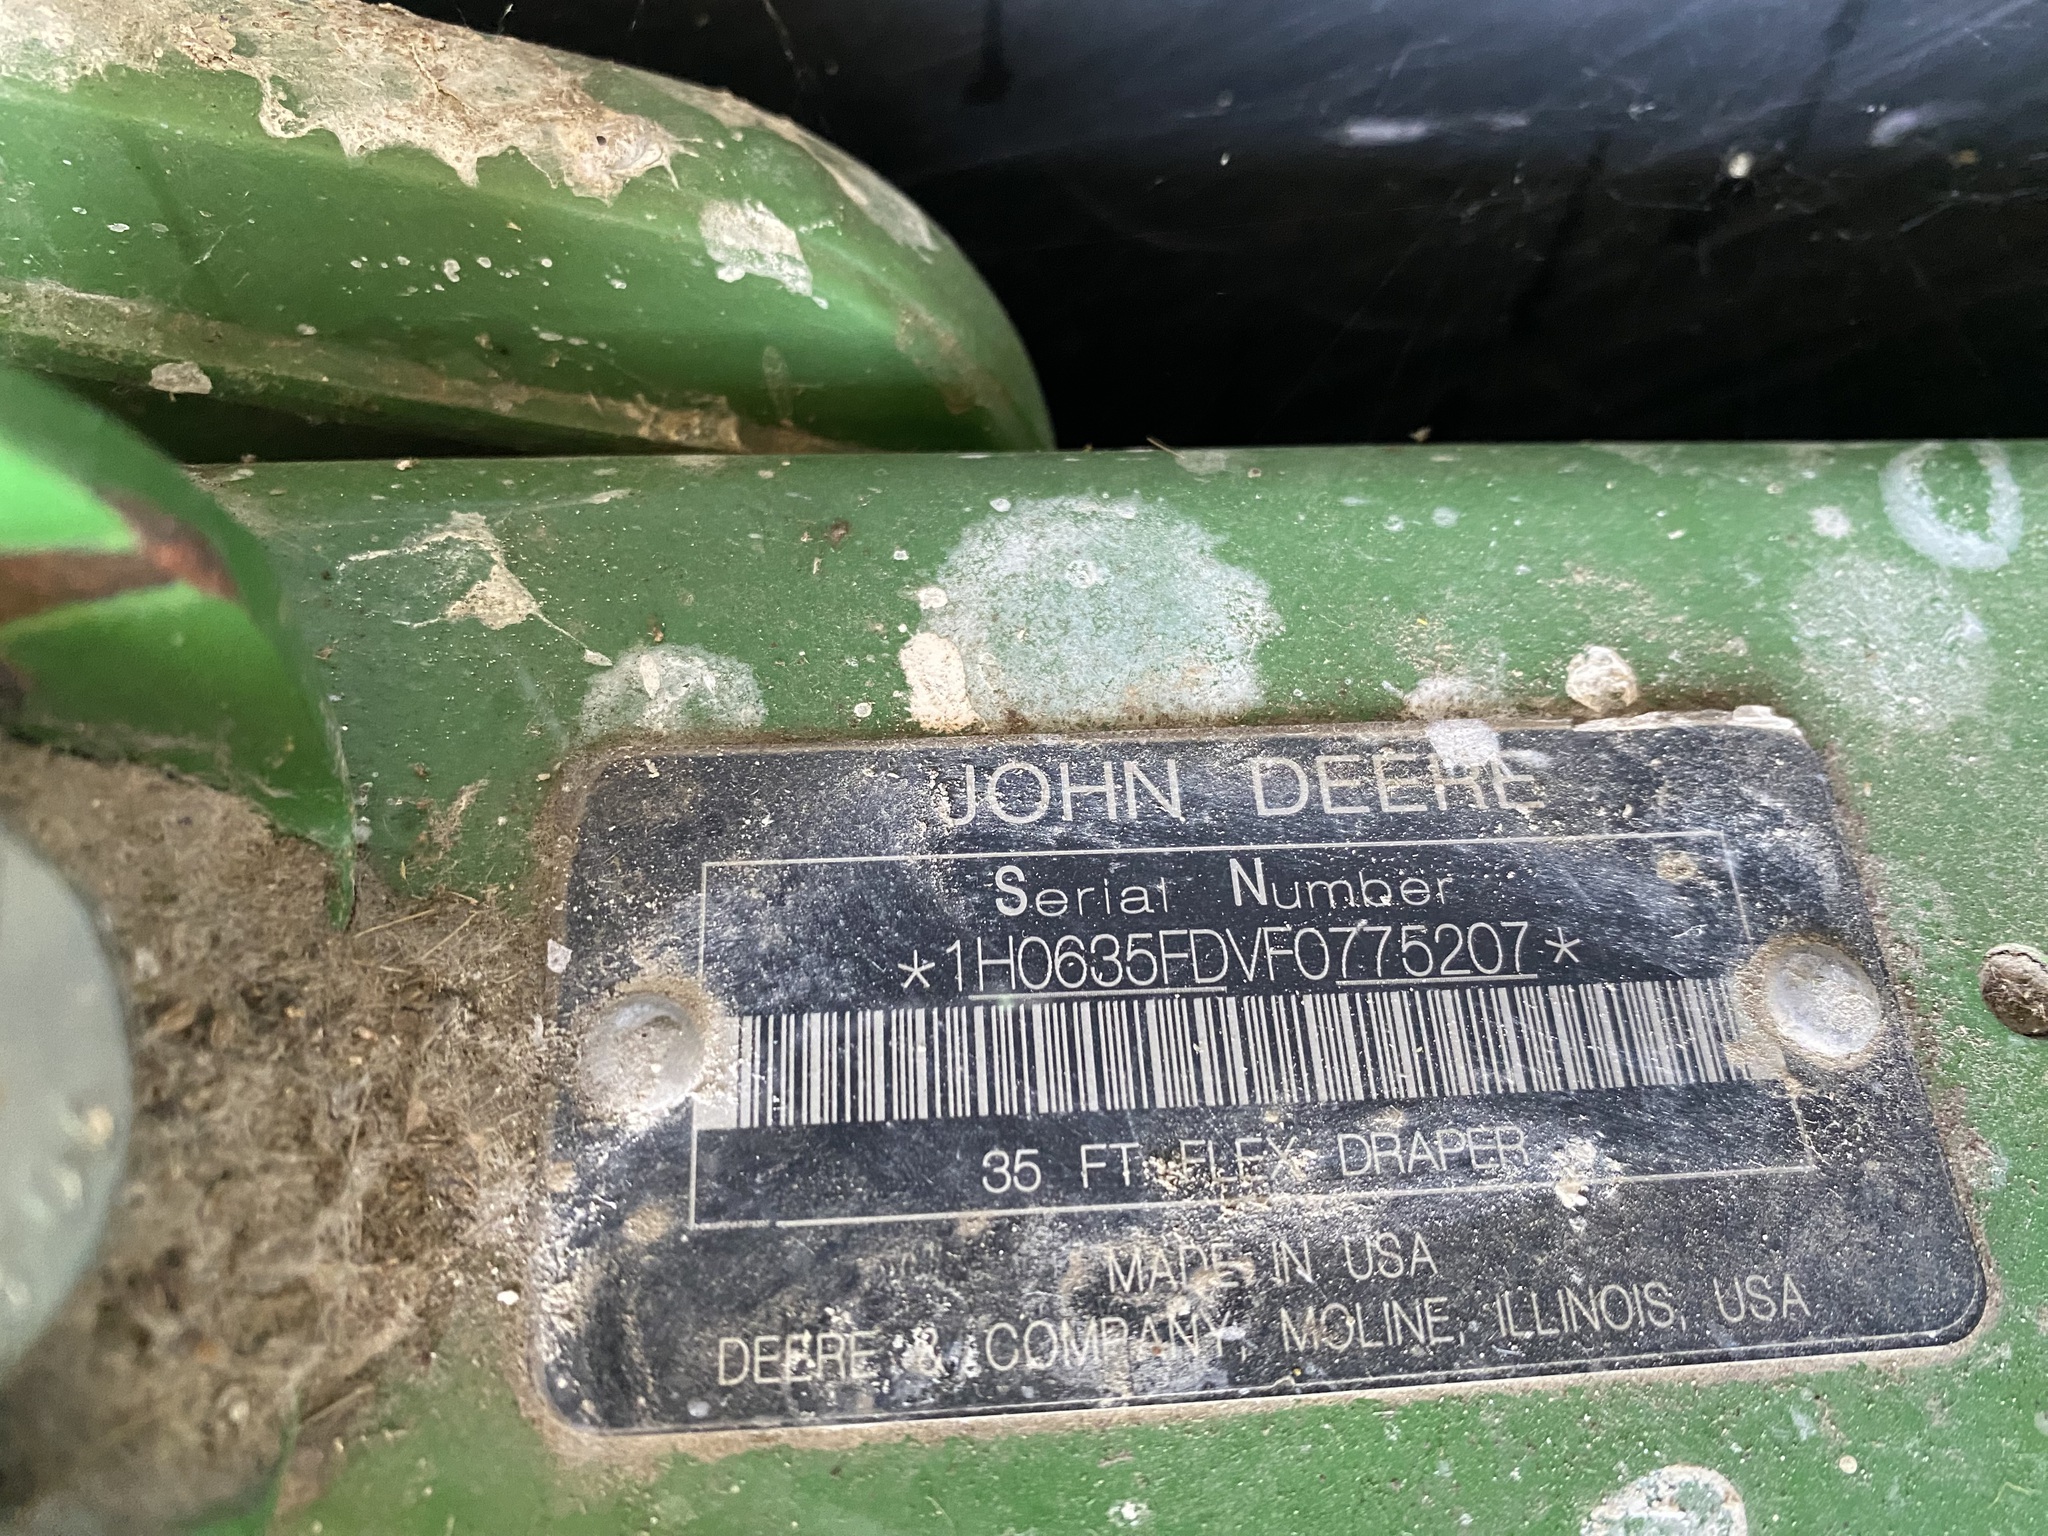 JOHN DEERE
Serial Number
*1H0635FDVF0775207*
35 FT. FLEX DRAPER
MADE IN USA
DEERE & COMPANY, MOLINE, ILLINOIS, USA